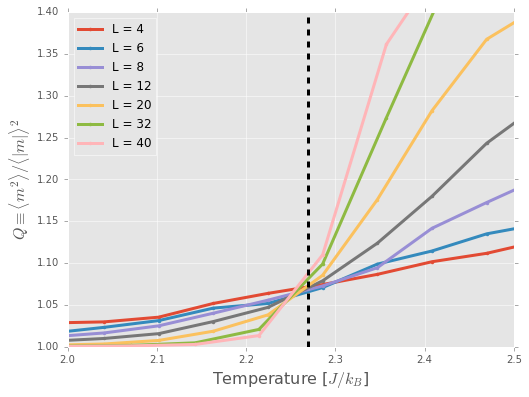 1.40
1.35
1.30
1.25
1.20
1.15
1.10
1.05
1.00
Q ≡ ⟨m²⟩/⟨|m|⟩²
L = 4
L = 6
L = 8
L = 12
L = 20
L = 32
L = 40
2.0
2.1
2.2
2.3
2.4
2.5
Temperature [J/k_B]